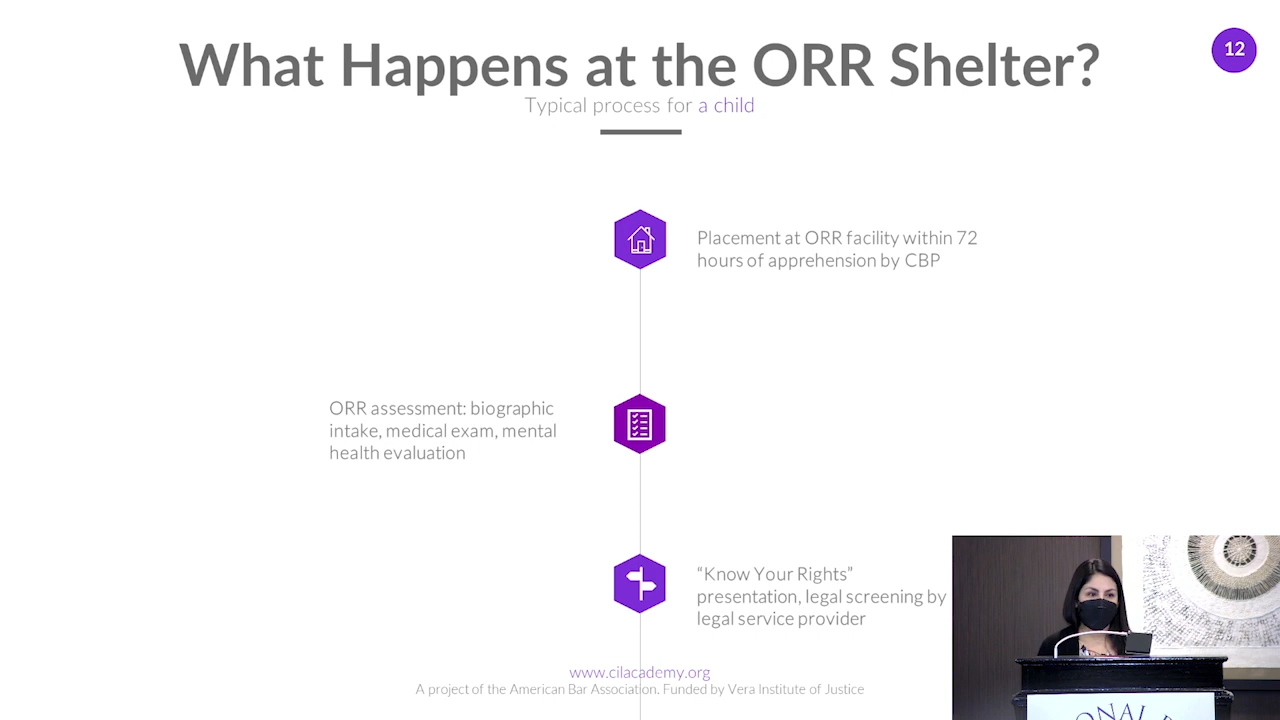 What Happens at the ORR Shelter?
12
Typical process for a child
Placement at ORR facility within 72
hours of apprehension by CBP
ORR assessment: biographic
intake, medical exam, mental
health evaluation
“Know Your Rights”
presentation, legal screening by
legal service provider
www.cilacademy.org
A project of the American Bar Association. Funded by Vera Institute of Justice